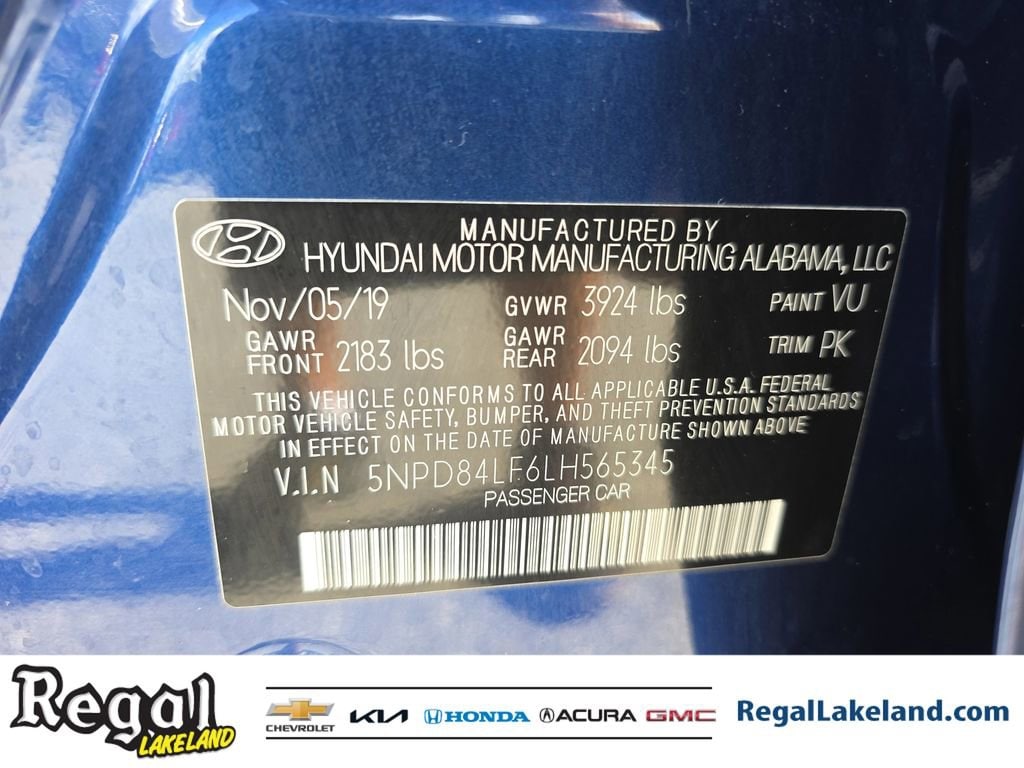 MANUFACTURED BY
HYUNDAI MOTOR MANUFACTURING ALABAMA, LLC
Nov/05/19 GVWR 3924 lbs PAINT VU
GAWR FRONT 2183 lbs GAWR REAR 2094 lbs TRIM PK
THIS VEHICLE CONFORMS TO ALL APPLICABLE U.S.A. FEDERAL
MOTOR VEHICLE SAFETY, BUMPER, AND THEFT PREVENTION STANDARDS
IN EFFECT ON THE DATE OF MANUFACTURE SHOWN ABOVE
V.I.N 5NPD84LF6LH565345
PASSENGER CAR
Regal
LAKELAND
CHEVROLET KIA HONDA ACURA GMC
RegalLakeland.com